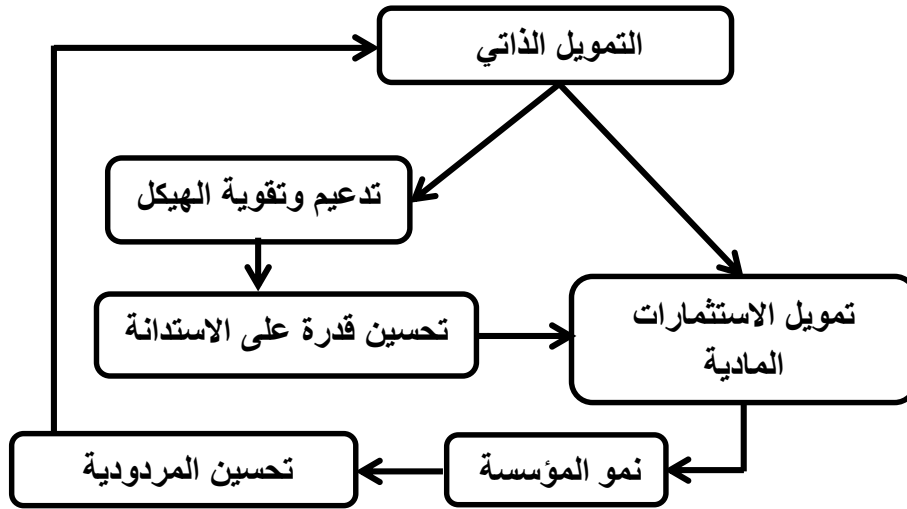 التمويل الذاتي
تدعيم وتقوية الهيكل
تحسين قدرة على الاستدانة
تمويل الاستثمارات
المادية
نمو المؤسسة
تحسين المردودية